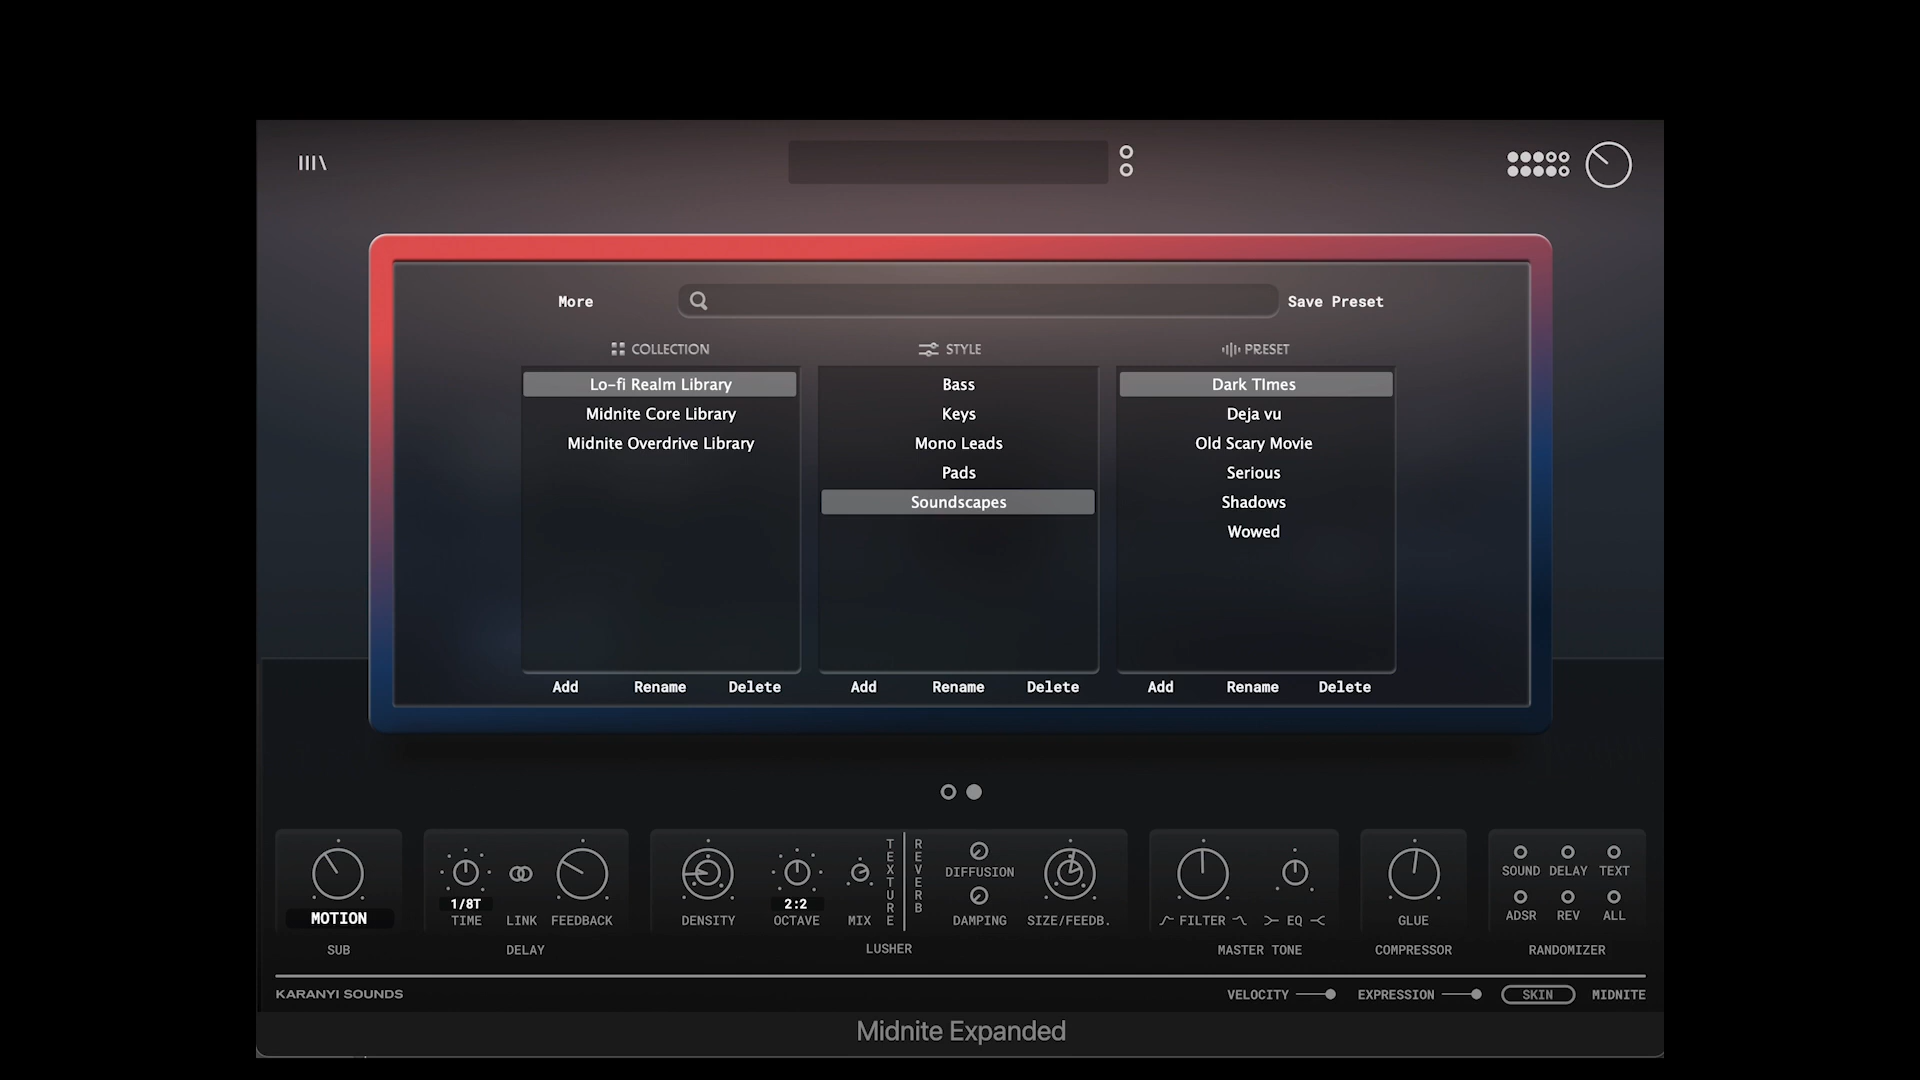 More
Save Preset
COLLECTION
STYLE
PRESET
Lo-fi Realm Library
Midnite Core Library
Midnite Overdrive Library
Bass
Keys
Mono Leads
Pads
Soundscapes
Dark TImes
Deja vu
Old Scary Movie
Serious
Shadows
Wowed
Add Rename Delete
Add Rename Delete
Add Rename Delete
MOTION
SUB
1/8T
TIME LINK FEEDBACK
DELAY
DENSITY
2:2
OCTAVE
MIX
TEXTURE
REVERB
DIFFUSION
DAMPING
SIZE/FEEDB.
LUSHER
FILTER EQ
MASTER TONE
GLUE
COMPRESSOR
SOUND DELAY TEXT
ADSR REV ALL
RANDOMIZER
KARANYI SOUNDS
VELOCITY EXPRESSION SKIN MIDNITE
Midnite Expanded